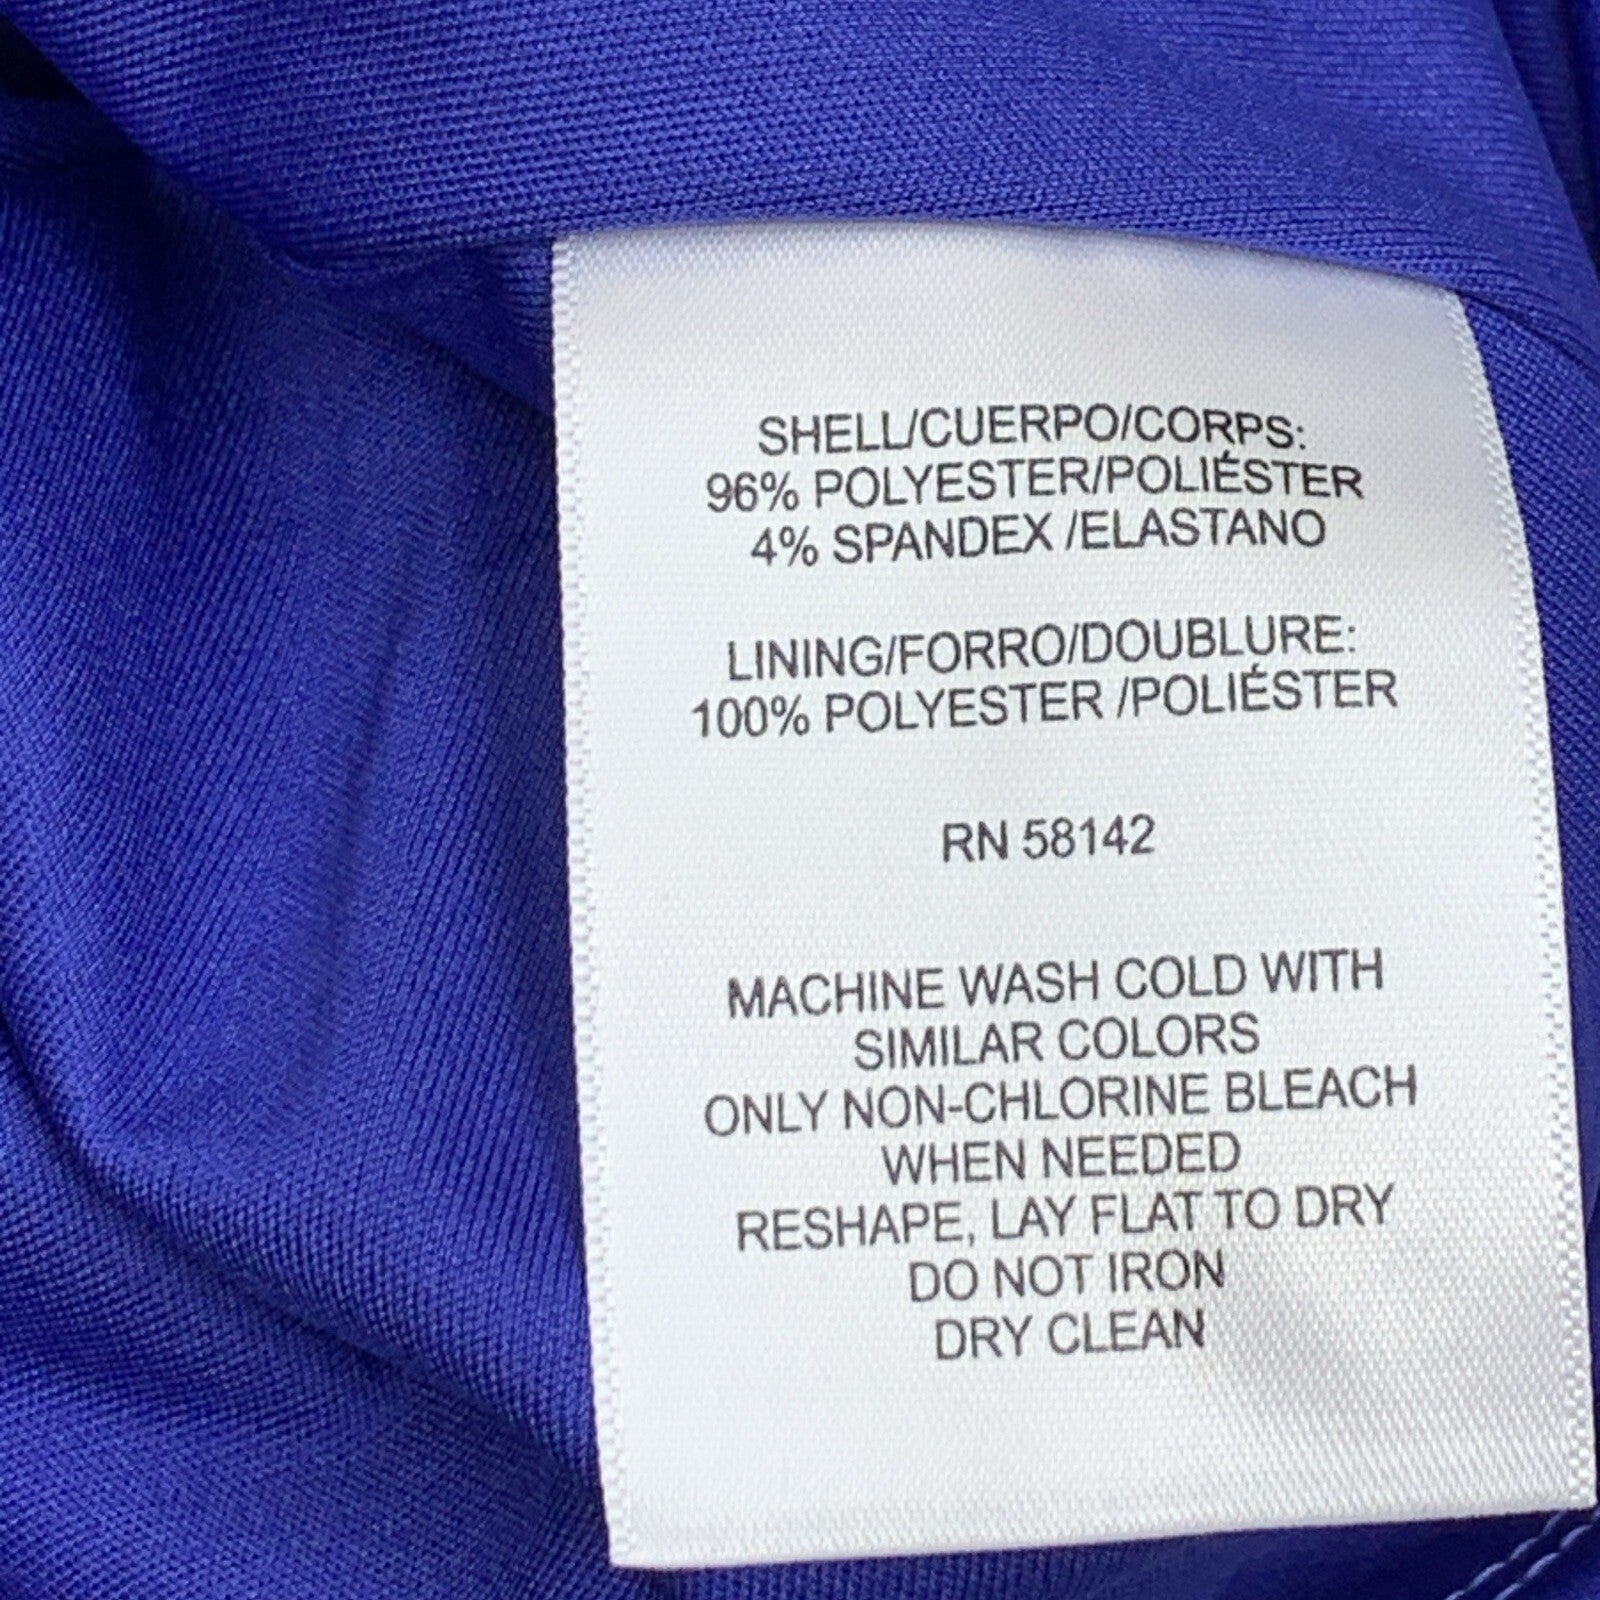 SHELL/CUERPO/CORPS:
96% POLYESTER/POLIÉSTER
4% SPANDEX /ELASTANO
LINING/FORRO/DOUBLURE:
100% POLYESTER /POLIÉSTER
RN 58142
MACHINE WASH COLD WITH
SIMILAR COLORS
ONLY NON-CHLORINE BLEACH
WHEN NEEDED
RESHAPE, LAY FLAT TO DRY
DO NOT IRON
DRY CLEAN